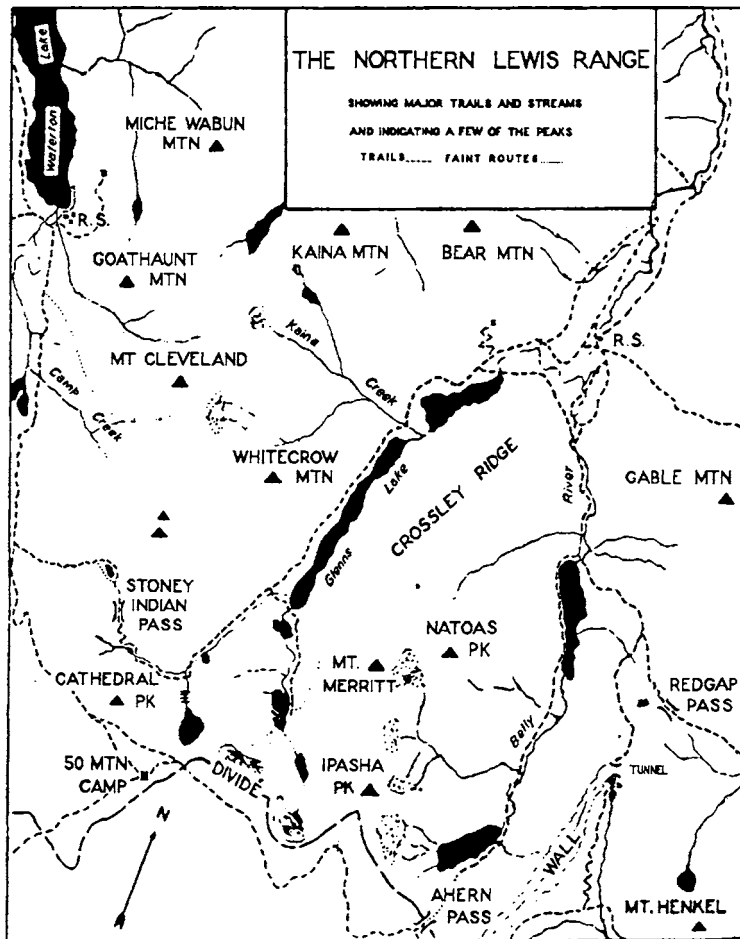 THE NORTHERN LEWIS RANGE
SHOWING MAJOR TRAILS AND STREAMS
AND INDICATING A FEW OF THE PEAKS
TRAILS..... FAINT ROUTES......
Lake
Waterton
MICHE WABUN
MTN
R.S.
GOATHAUNT
MTN
KAINA MTN
BEAR MTN
Kaina
Creek
R.S.
MT CLEVELAND
Camp
Creek
WHITECROW
MTN
Lake
Glenns
CROSSLEY RIDGE
River
GABLE MTN
STONEY
INDIAN
PASS
NATOAS
PK
MT.
MERRITT
CATHEDRAL
PK
REDGAP
PASS
Belly
50 MTN
CAMP
DIVIDE
IPASHA
PK
TUNNEL
WALL
N
AHERN
PASS
MT. HENKEL